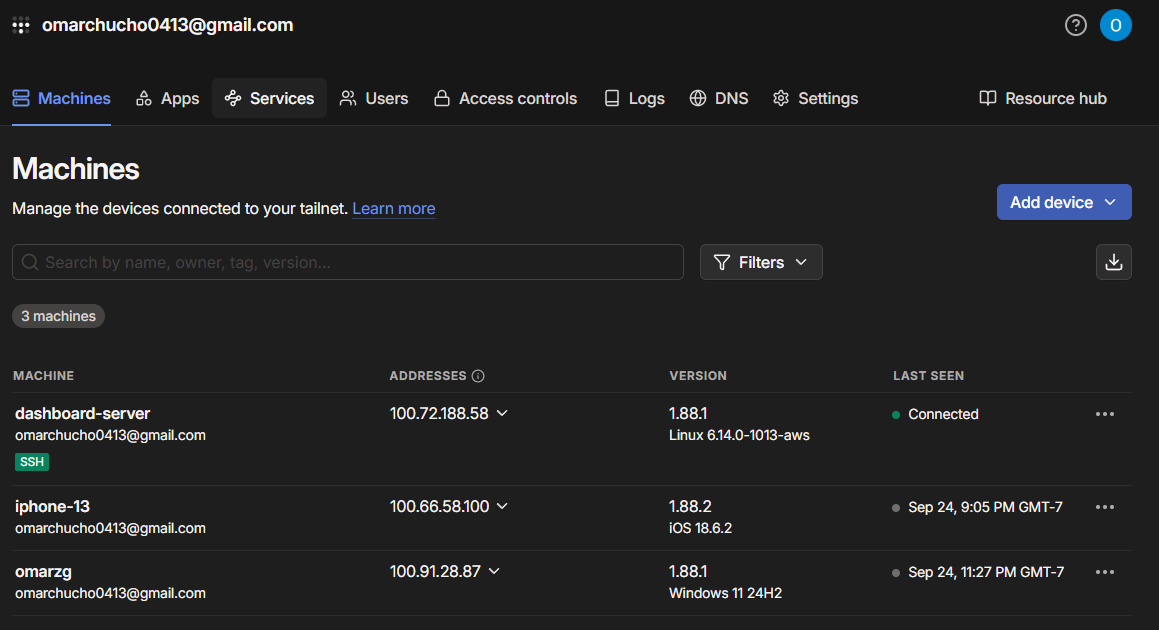 omarchucho0413@gmail.com
O
Machines Apps Services Users Access controls Logs DNS Settings Resource hub
Machines
Manage the devices connected to your tailnet. Learn more
Add device
Search by name, owner, tag, version...
Filters
3 machines
MACHINE ADDRESSES VERSION LAST SEEN
dashboard-server 100.72.188.58 1.88.1 Connected
omarchucho0413@gmail.com Linux 6.14.0-1013-aws
SSH
iphone-13 100.66.58.100 1.88.2 Sep 24, 9:05 PM GMT-7
omarchucho0413@gmail.com iOS 18.6.2
omarzg 100.91.28.87 1.88.1 Sep 24, 11:27 PM GMT-7
omarchucho0413@gmail.com Windows 11 24H2